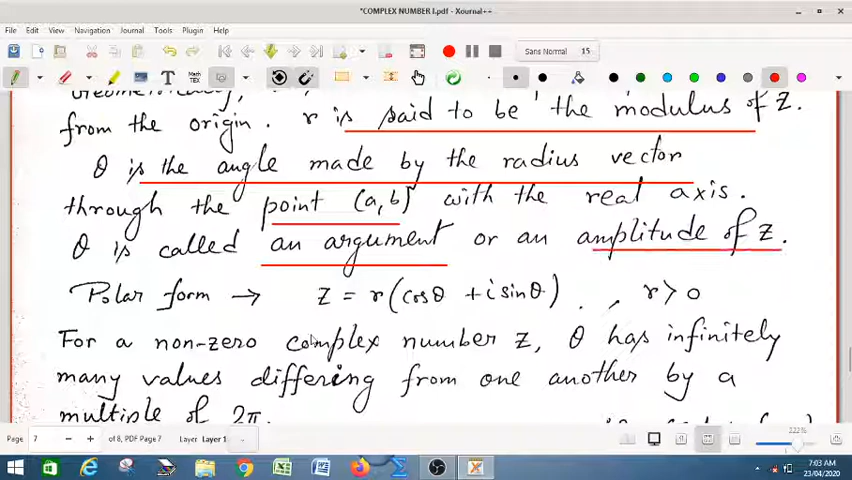 *COMPLEX NUMBER I.pdf - Xournal++
File Edit View Navigation Journal Tools Plugin Help
Sans Normal 15
Geometrically,
from the origin. r is said to be the modulus of z.
θ is the angle made by the radius vector
through the point (a,b) with the real axis.
θ is called an argument or an amplitude of z.
Polar form → z = r(cosθ + i sinθ). , r > 0
For a non-zero complex number z, θ has infinitely
many values differing from one another by a
multiple of 2π.
Page 7 of 8, PDF Page 7 Layer Layer 1 222%
7:03 AM
23/04/2020